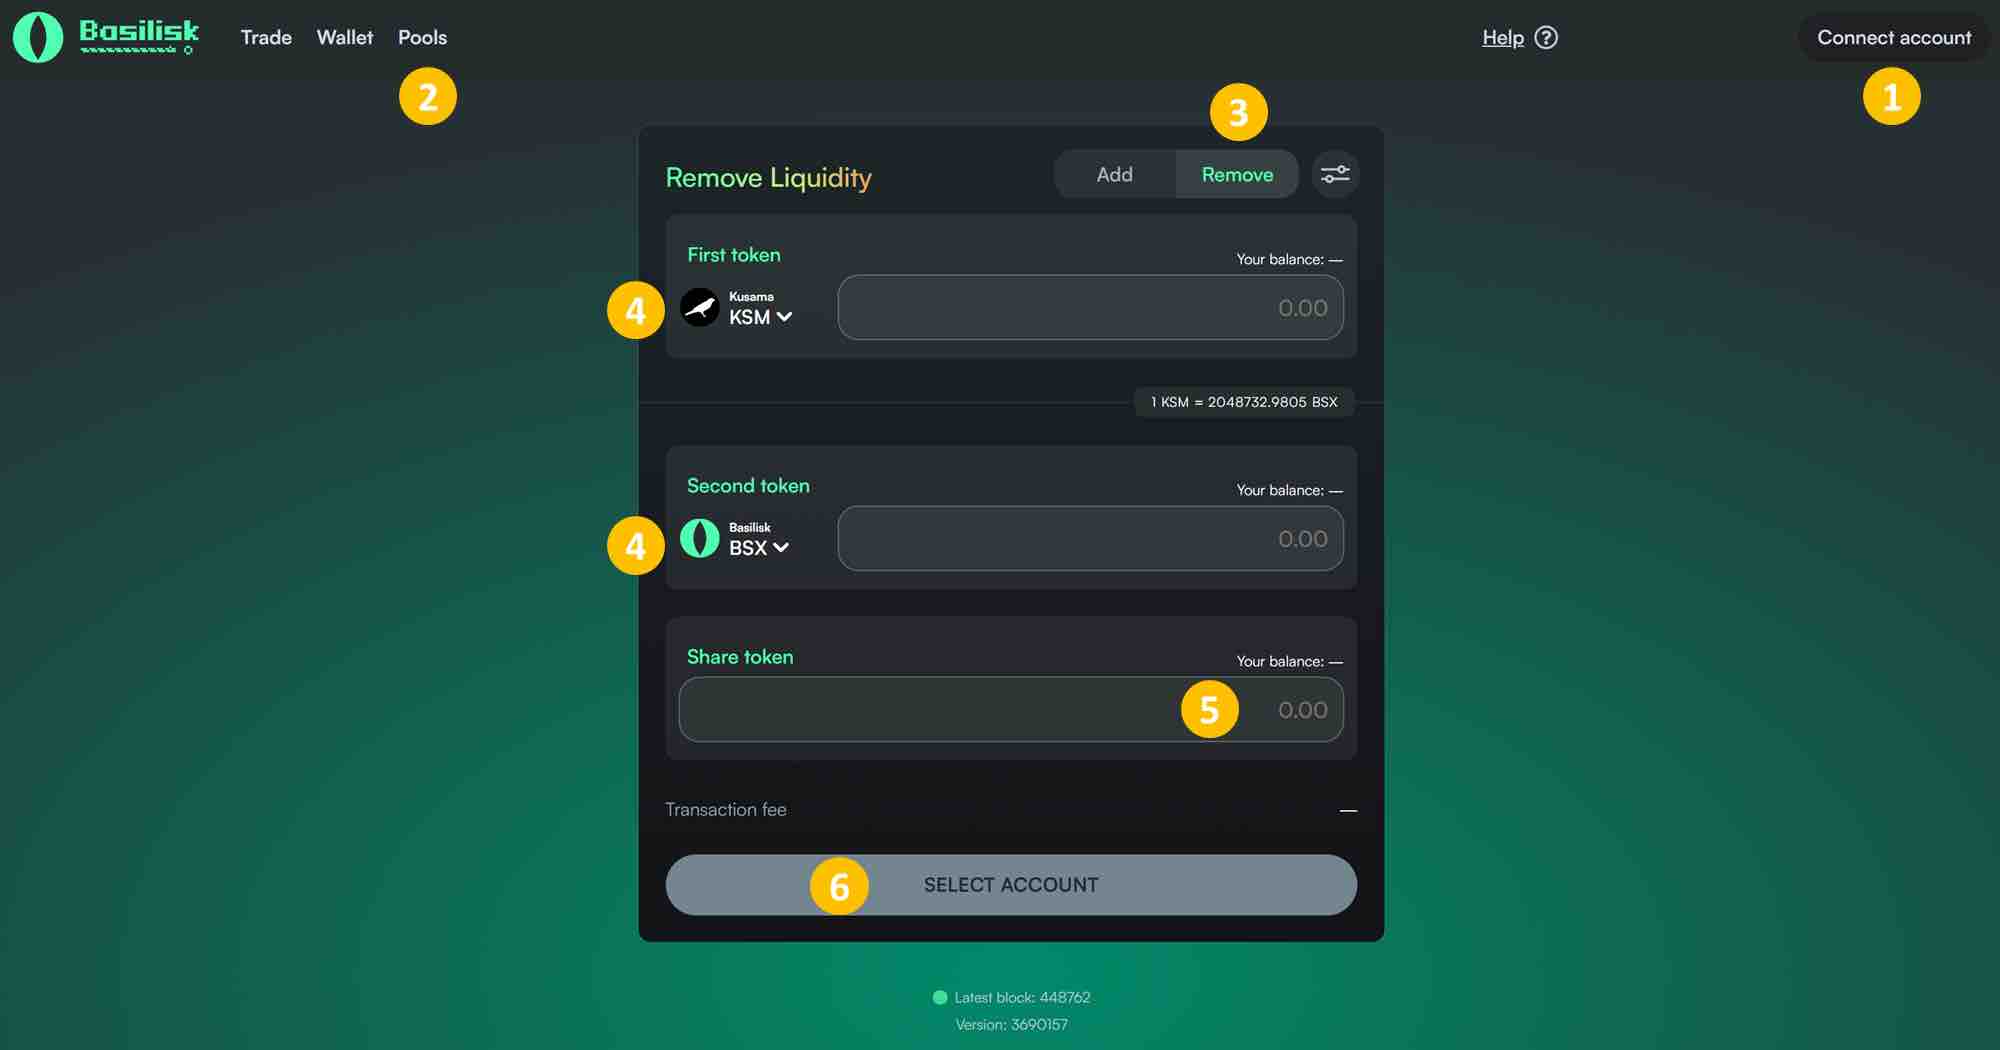 Basilisk
Trade
Wallet
Pools
Help ?
Connect account
2
1
3
Remove Liquidity
Add
Remove
First token
Your balance: —
4
Kusama
KSM
0.00
1 KSM = 2048732.9805 BSX
Second token
Your balance: —
4
Basilisk
BSX
0.00
Share token
Your balance: —
5
0.00
Transaction fee
—
6
SELECT ACCOUNT
Latest block: 448762
Version: 3690157